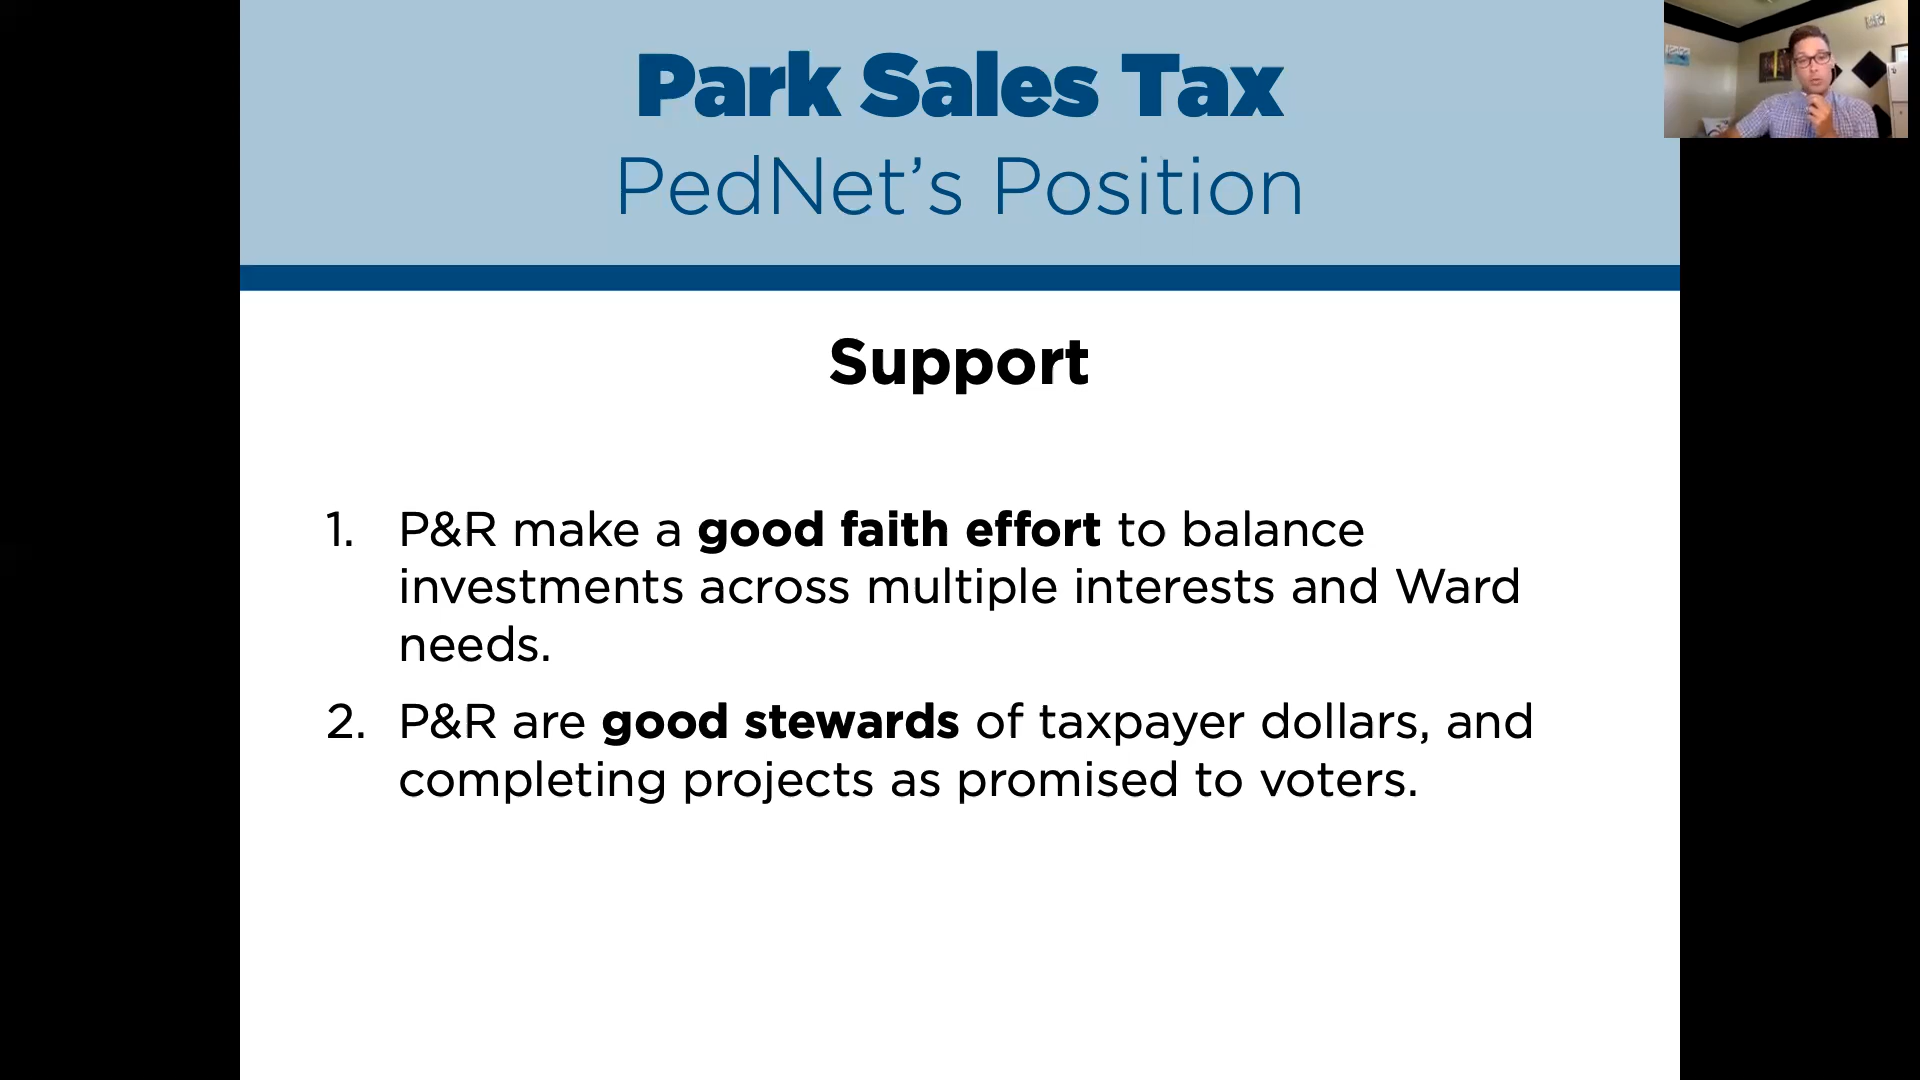 Park Sales Tax
PedNet’s Position
Support
1. P&R make a good faith effort to balance
investments across multiple interests and Ward
needs.
2. P&R are good stewards of taxpayer dollars, and
completing projects as promised to voters.